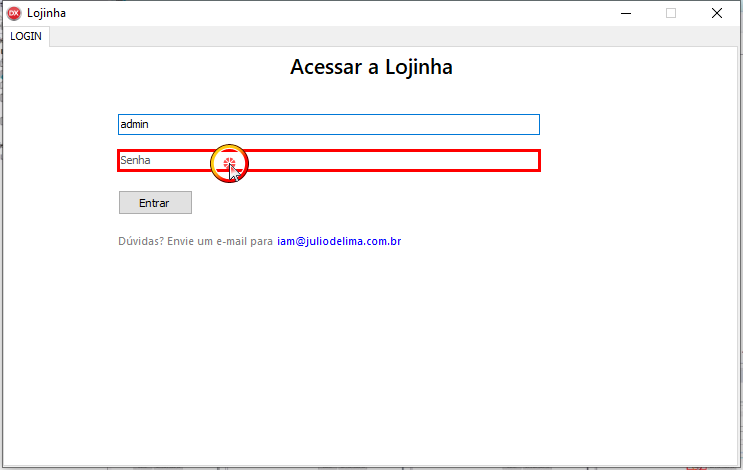 DX Lojinha
LOGIN
Acessar a Lojinha
admin
Senha
Entrar
Dúvidas? Envie um e-mail para iam@juliodelima.com.br